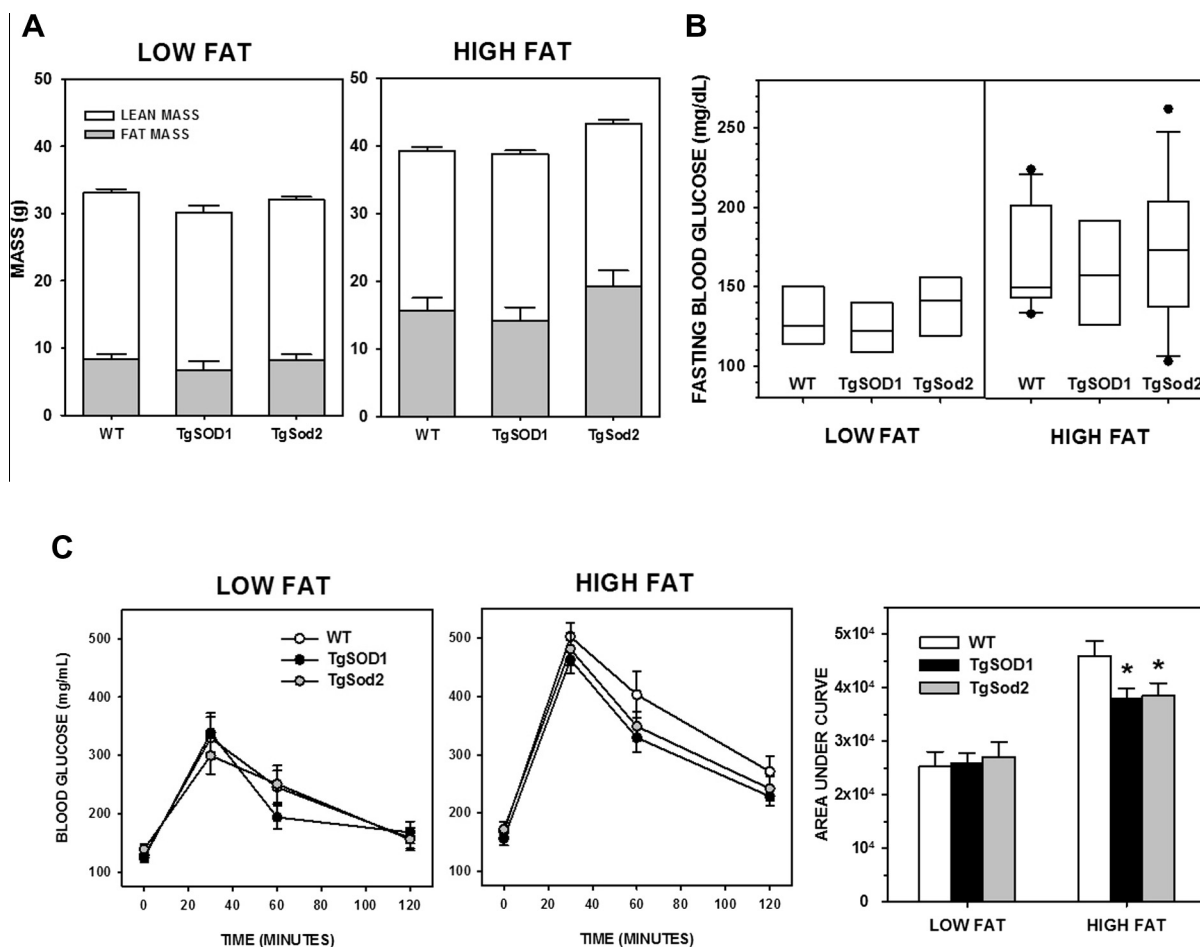 A
LOW FAT
HIGH FAT
MASS (g)
50
40
30
20
10
0
LEAN MASS
FAT MASS
WT
TgSOD1
TgSod2
50
40
30
20
10
0
WT
TgSOD1
TgSod2
B
FASTING BLOOD GLUCOSE (mg/dL)
250
200
150
100
WT
TgSOD1
TgSod2
WT
TgSOD1
TgSod2
LOW FAT
HIGH FAT
C
LOW FAT
HIGH FAT
BLOOD GLUCOSE (mg/mL)
500
400
300
200
100
WT
TgSOD1
TgSod2
0 20 40 60 80 100 120
TIME (MINUTES)
500
400
300
200
100
0 20 40 60 80 100 120
TIME (MINUTES)
AREA UNDER CURVE
5x10⁴
4x10⁴
3x10⁴
2x10⁴
10⁴
0
WT
TgSOD1
TgSod2
* *
LOW FAT
HIGH FAT